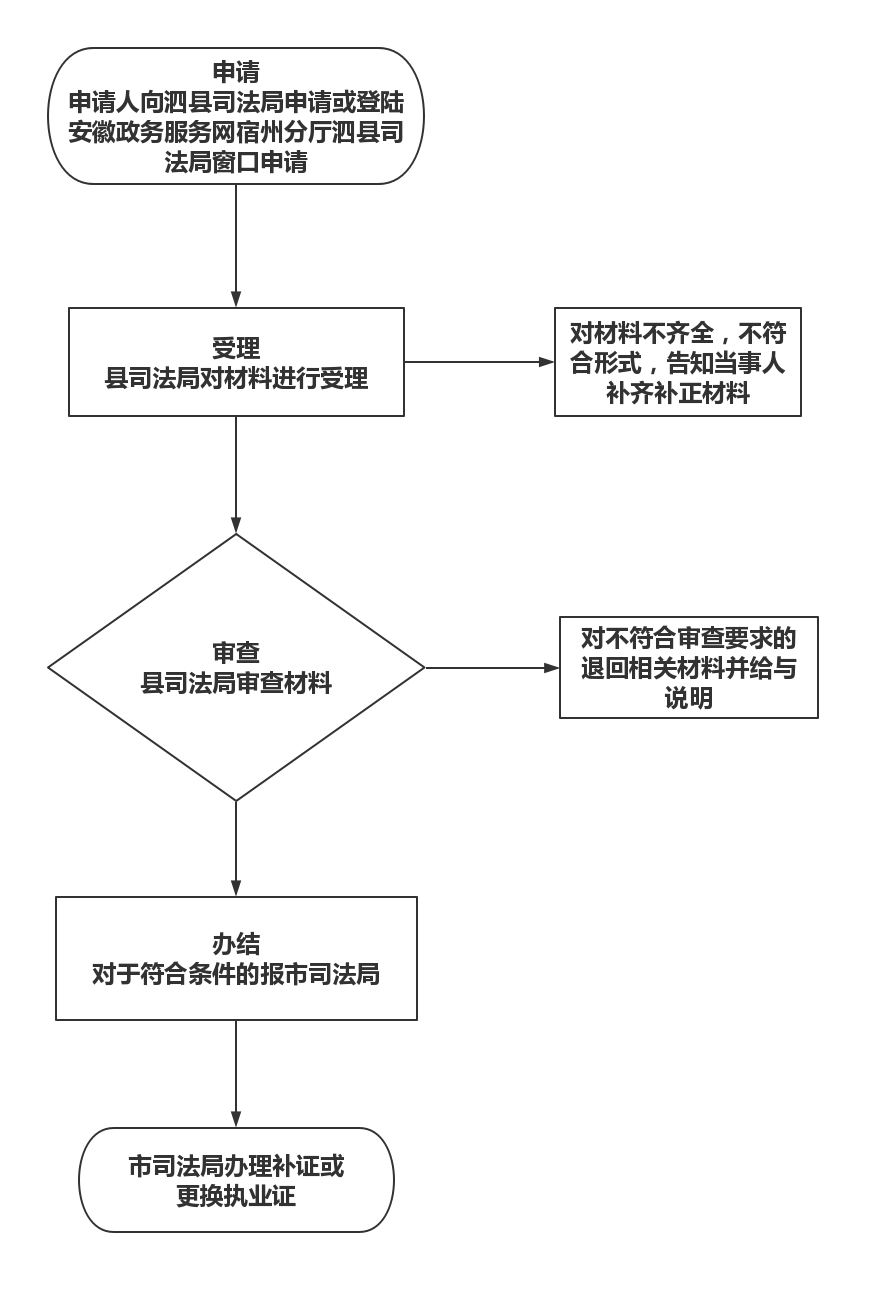 申请
申请人向泗县司法局申请或登陆
安徽政务服务网宿州分厅泗县司
法局窗口申请
受理
县司法局对材料进行受理
对材料不齐全，不符
合形式，告知当事人
补齐补正材料
审查
县司法局审查材料
对不符合审查要求的
退回相关材料并给与
说明
办结
对于符合条件的报市司法局
市司法局办理补证或
更换执业证